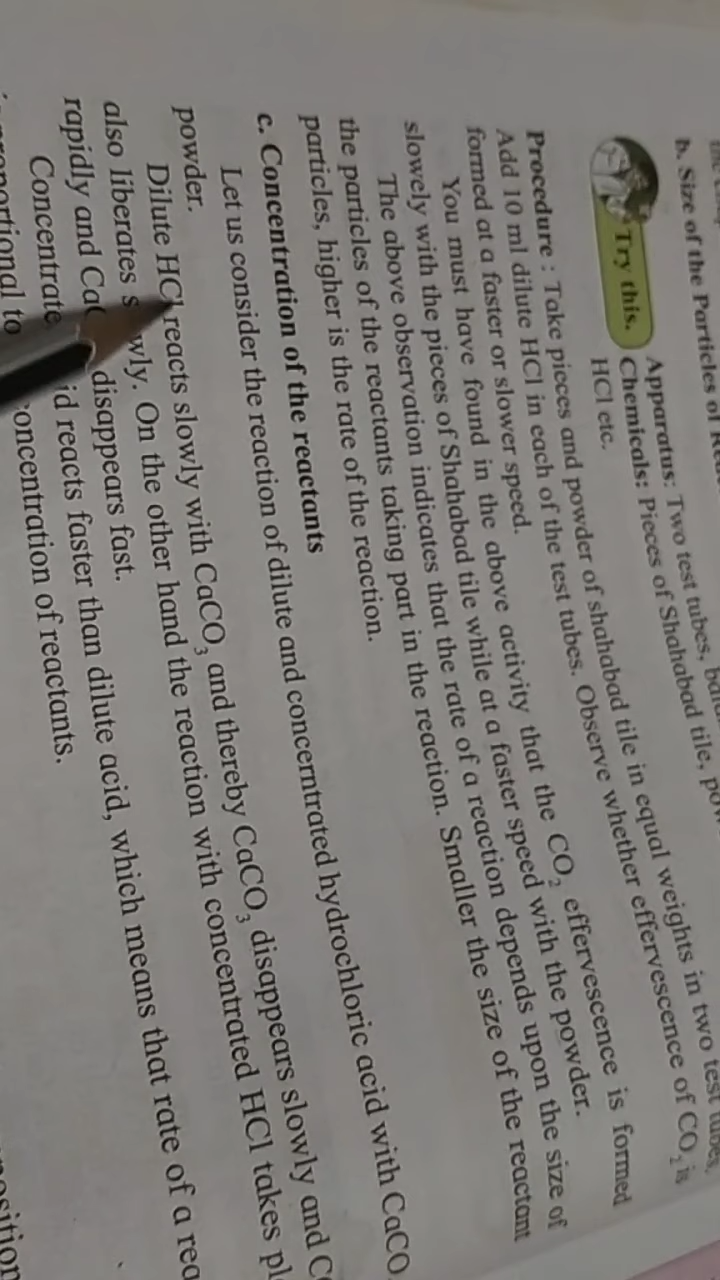 b. Size of the Particles of
Try this.
Apparatus: Two test tubes,
Chemicals: Pieces of Shahabad tile,
HCl etc.
Procedure : Take pieces and powder of shahabad tile in equal weights in two test tubes.
Add 10 ml dilute HCl in each of the test tubes. Observe whether effervescence of CO₂ is
formed at a faster or slower speed.
You must have found in the above activity that the CO₂ effervescence is formed
slowely with the pieces of Shahabad tile while at a faster speed with the powder.
The above observation indicates that the rate of a reaction depends upon the size of
the particles of the reactants taking part in the reaction. Smaller the size of the reactant
particles, higher is the rate of the reaction.
c. Concentration of the reactants
Let us consider the reaction of dilute and concerntrated hydrochloric acid with CaCO
powder.
Dilute HCl reacts slowly with CaCO₃ and thereby CaCO₃ disappears slowly and
also liberates On the other hand the reaction with concentrated HCl takes
rapidly and disappears fast.
reacts faster than dilute acid, which means that rate of a
to concentration of reactants.